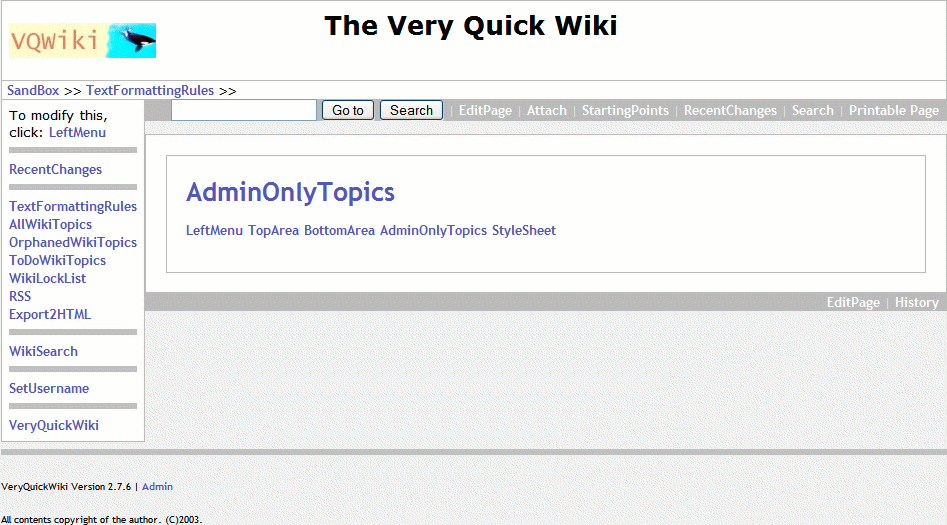 VQWiki
The Very Quick Wiki
SandBox >> TextFormattingRules >>
To modify this,
click: LeftMenu
RecentChanges
TextFormattingRules
AllWikiTopics
OrphanedWikiTopics
ToDoWikiTopics
WikiLockList
RSS
Export2HTML
WikiSearch
SetUsername
VeryQuickWiki
Go to Search | EditPage | Attach | StartingPoints | RecentChanges | Search | Printable Page
AdminOnlyTopics
LeftMenu TopArea BottomArea AdminOnlyTopics StyleSheet
EditPage | History
VeryQuickWiki Version 2.7.6 | Admin
All contents copyright of the author. (C)2003.